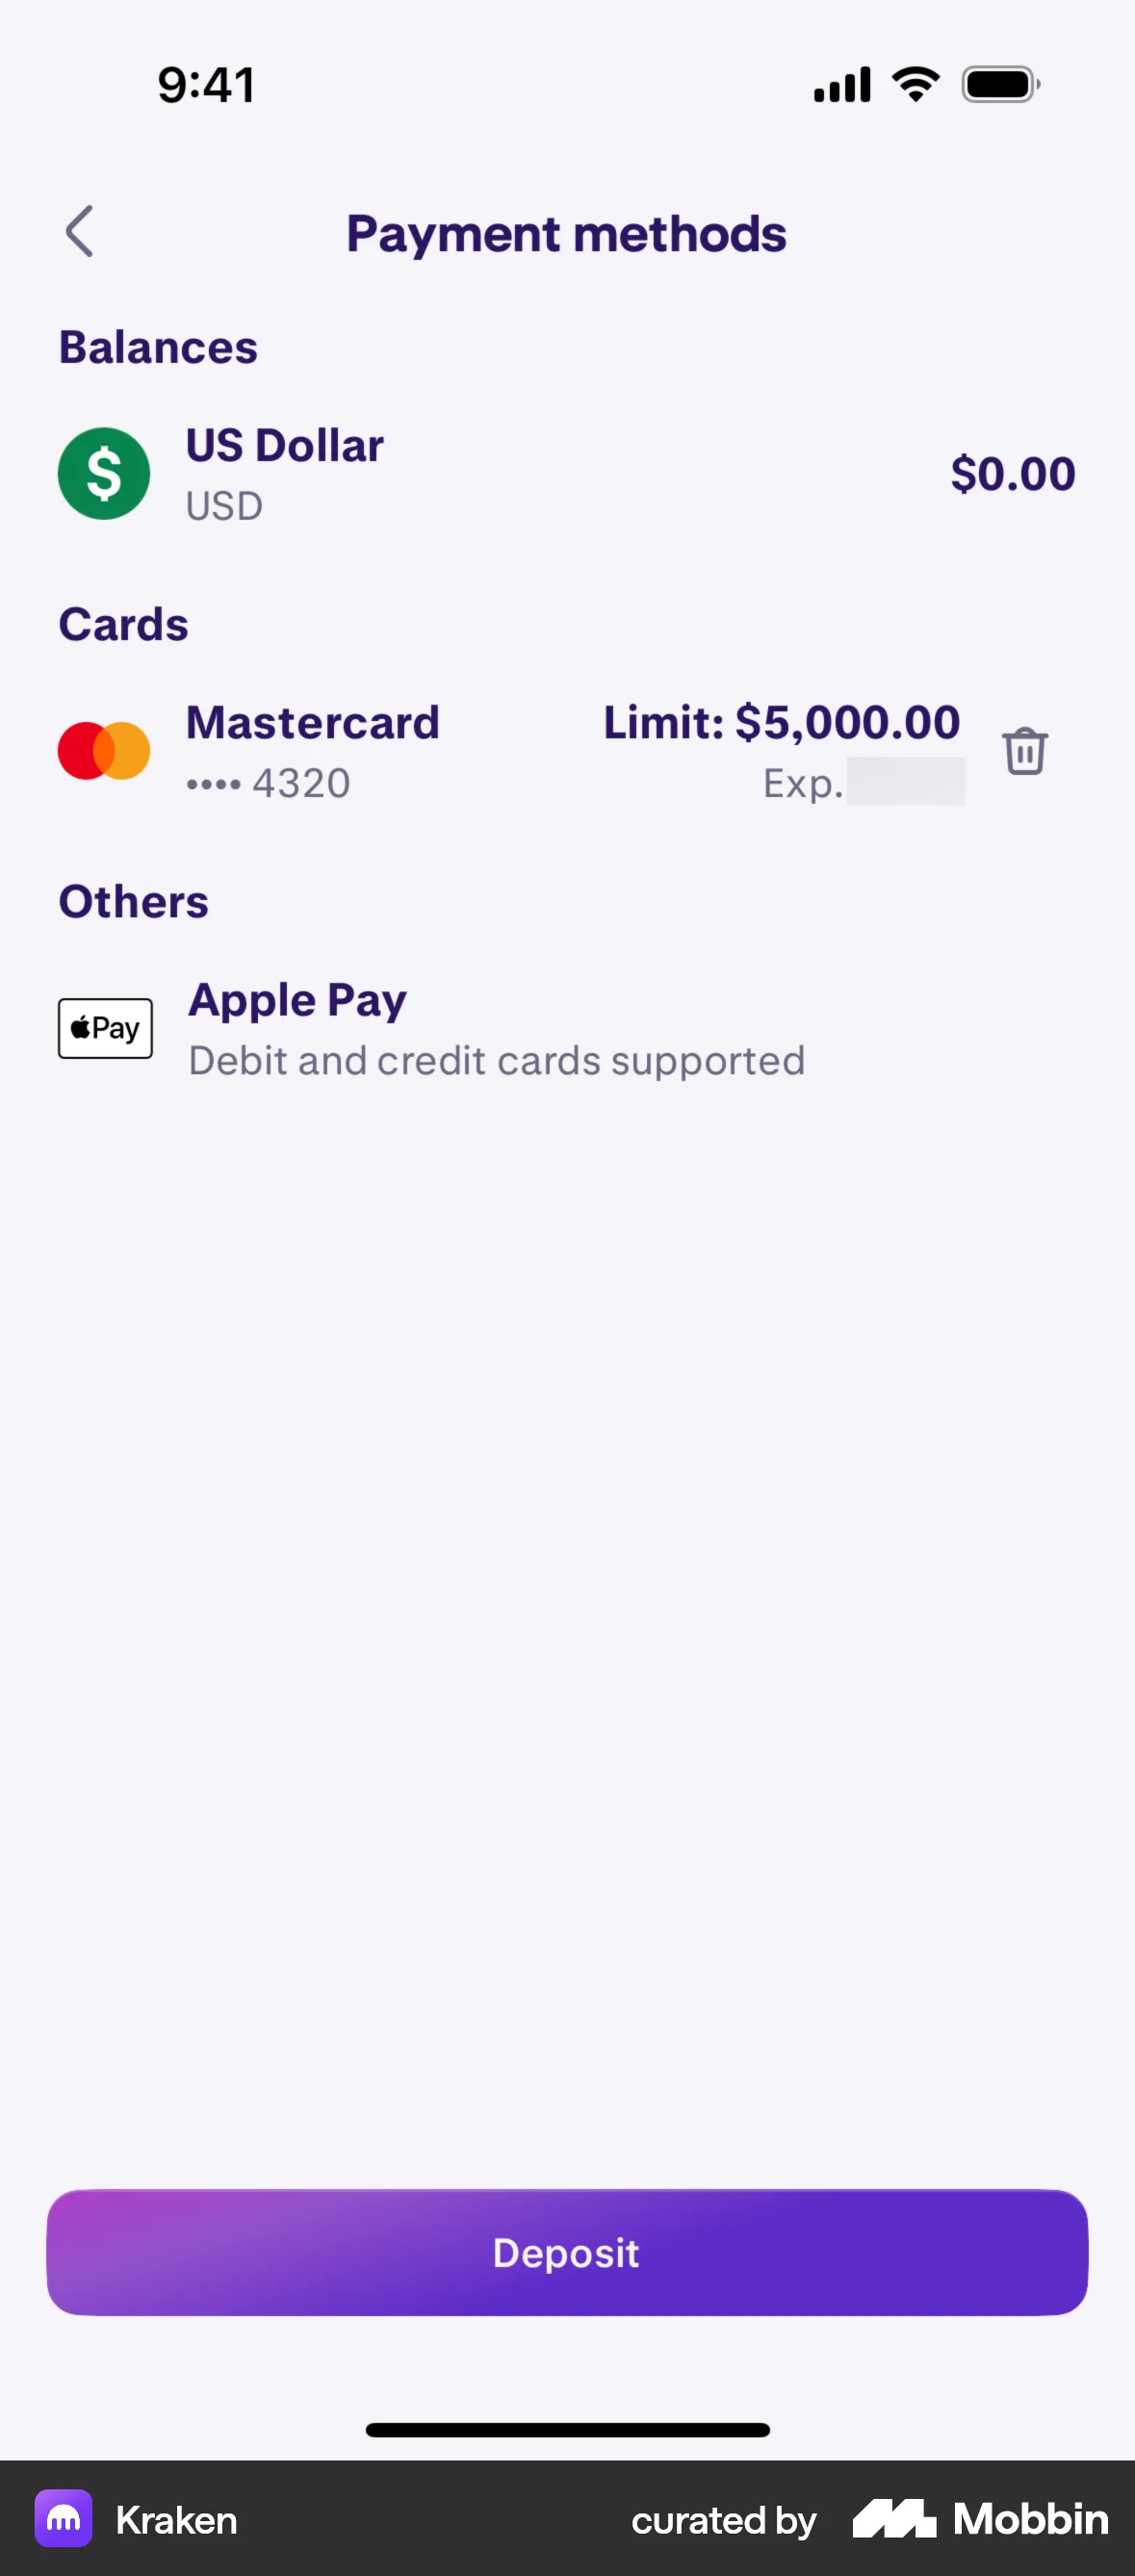 9:41
Payment methods
Balances
$
US Dollar
USD
$0.00
Cards
Mastercard
•••• 4320
Limit: $5,000.00
Exp.
Others
Pay
Apple Pay
Debit and credit cards supported
Deposit
Kraken
curated by Mobbin